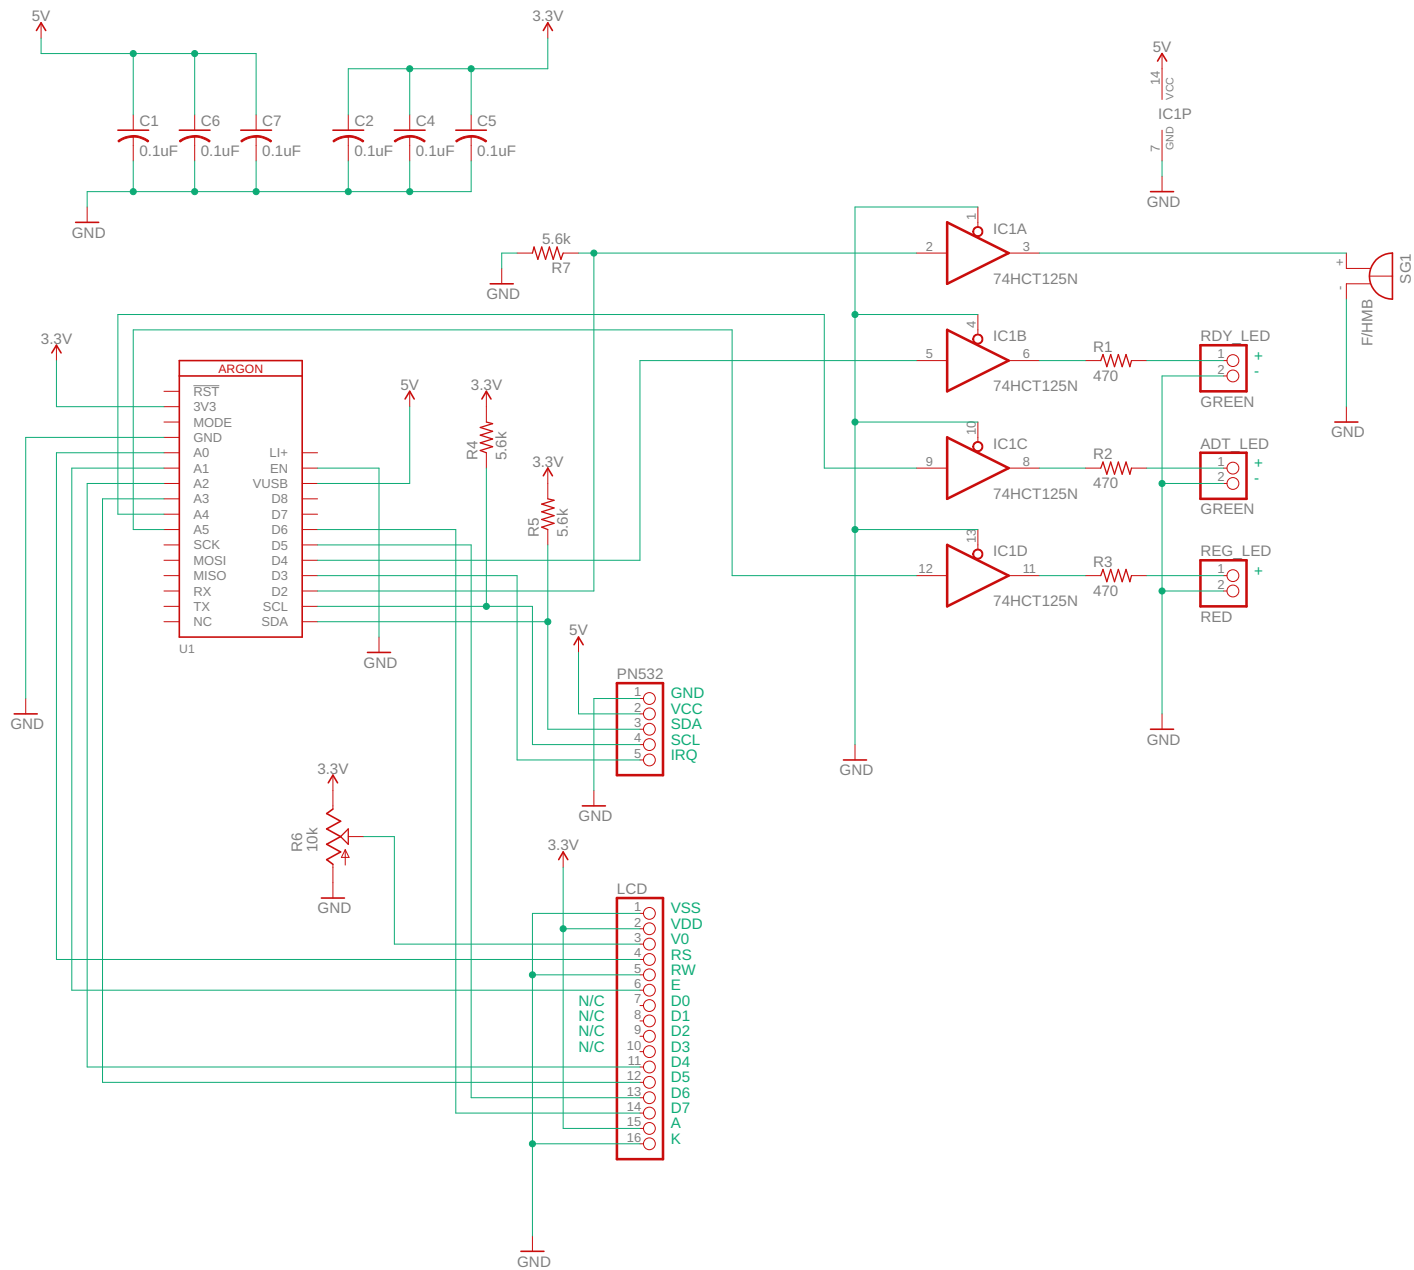 5V
3.3V
C1
0.1uF
C6
0.1uF
C7
0.1uF
C2
0.1uF
C4
0.1uF
C5
0.1uF
GND
5V
14
VCC
IC1P
7
GND
GND
5.6k
R7
GND
1
2
3
IC1A
74HCT125N
+
-
SG1
F/HMB
GND
4
5
6
IC1B
74HCT125N
R1
470
RDY_LED
1
2
+
-
GREEN
10
9
8
IC1C
74HCT125N
R2
470
ADT_LED
1
2
+
-
GREEN
13
12
11
IC1D
74HCT125N
R3
470
REG_LED
1
2
+
RED
GND
GND
3.3V
ARGON
RST
3V3
MODE
GND
A0
A1
A2
A3
A4
A5
SCK
MOSI
MISO
RX
TX
NC
LI+
EN
VUSB
D8
D7
D6
D5
D4
D3
D2
SCL
SDA
U1
GND
5V
GND
3.3V
R4
5.6k
3.3V
R5
5.6k
5V
PN532
1 GND
2 VCC
3 SDA
4 SCL
5 IRQ
GND
3.3V
R6
10k
GND
3.3V
LCD
1 VSS
2 VDD
3 V0
4 RS
5 RW
6 E
N/C 7 D0
N/C 8 D1
N/C 9 D2
N/C 10 D3
11 D4
12 D5
13 D6
14 D7
15 A
16 K
GND